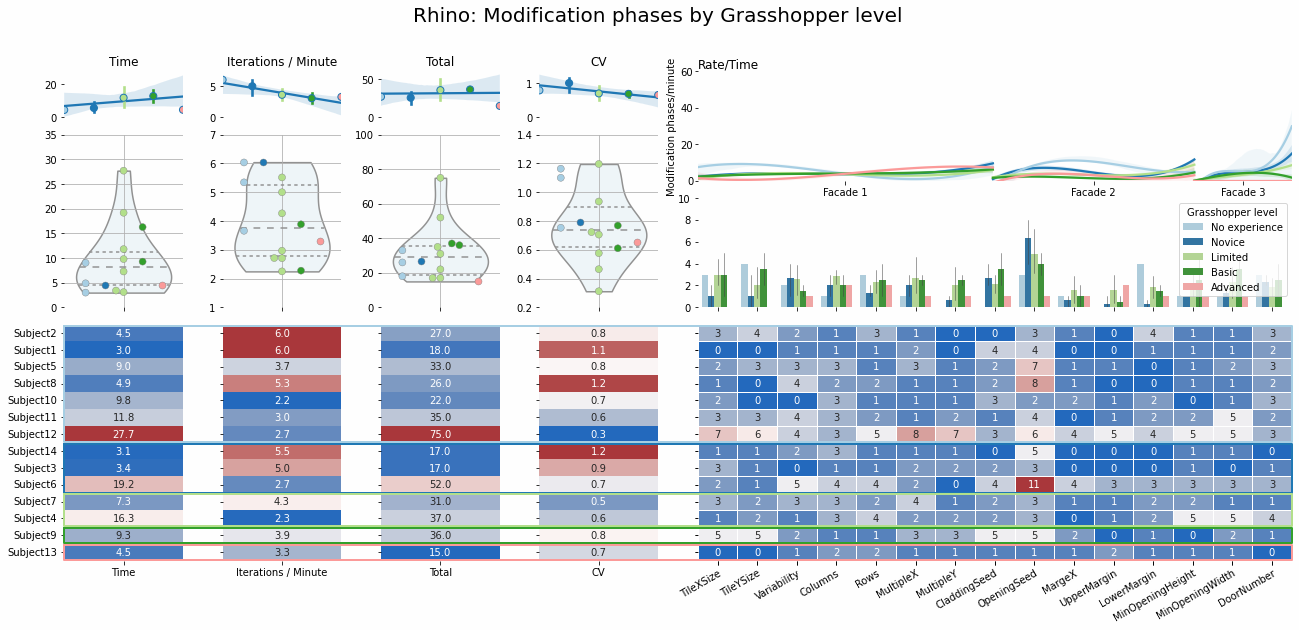 Rhino: Modification phases by Grasshopper level
Time
Iterations / Minute
Total
CV
Rate/Time
20
0
5
0
50
0
1
0
60
40
20
0
Modification phases/minute
Facade 1
Facade 2
Facade 3
35
30
25
20
15
10
5
0
7
6
5
4
3
2
1
100
80
60
40
20
0
1.4
1.2
1.0
0.8
0.6
0.4
0.2
10
8
6
4
2
0
Grasshopper level
No experience
Novice
Limited
Basic
Advanced
Subject2 4.5 6.0 27.0 0.8 3 4 2 1 3 1 0 0 3 1 0 4 1 0 3
Subject1 3.0 6.0 18.0 1.1 0 0 1 1 1 2 0 4 4 0 0 1 1 1 2
Subject5 9.0 3.7 33.0 0.8 2 3 3 3 1 3 1 2 7 1 1 0 1 2 3
Subject8 4.9 5.3 26.0 1.2 1 0 4 2 2 1 1 2 8 1 0 0 1 1 2
Subject10 9.8 2.2 22.0 0.7 2 2 0 3 1 1 1 3 2 2 1 2 0 1 3
Subject11 11.8 3.0 35.0 0.6 3 3 4 3 2 1 2 1 4 0 1 2 2 5 2
Subject12 27.7 2.7 75.0 0.3 7 6 4 3 5 8 7 3 6 4 5 4 5 5 3
Subject14 3.1 5.5 17.0 1.2 1 1 2 3 1 1 1 0 5 0 0 0 1 1 1
Subject3 3.4 5.0 17.0 0.9 3 1 0 1 1 2 2 2 3 0 0 0 1 0 1
Subject6 19.2 2.7 52.0 0.7 2 1 5 4 4 2 0 4 11 4 3 3 3 3 3
Subject7 7.3 4.3 31.0 0.5 3 2 3 3 2 4 1 2 3 1 1 2 2 1 1
Subject4 16.3 2.3 37.0 0.6 1 2 1 3 4 2 2 2 3 0 1 2 5 5 4
Subject9 9.3 3.9 36.0 0.8 5 5 2 1 1 3 3 5 5 2 0 1 0 2 1
Subject13 4.5 3.3 15.0 0.7 0 0 1 2 2 2 1 1 1 1 2 1 1 1 0
Time
Iterations / Minute
Total
CV
TileXSize
TileYSize
Variability
Columns
Rows
MultipleX
MultipleY
CladdingSeed
OpeningSeed
MargeX
UpperMargin
LowerMargin
MinOpeningHeight
MinOpeningWidth
DoorNumber